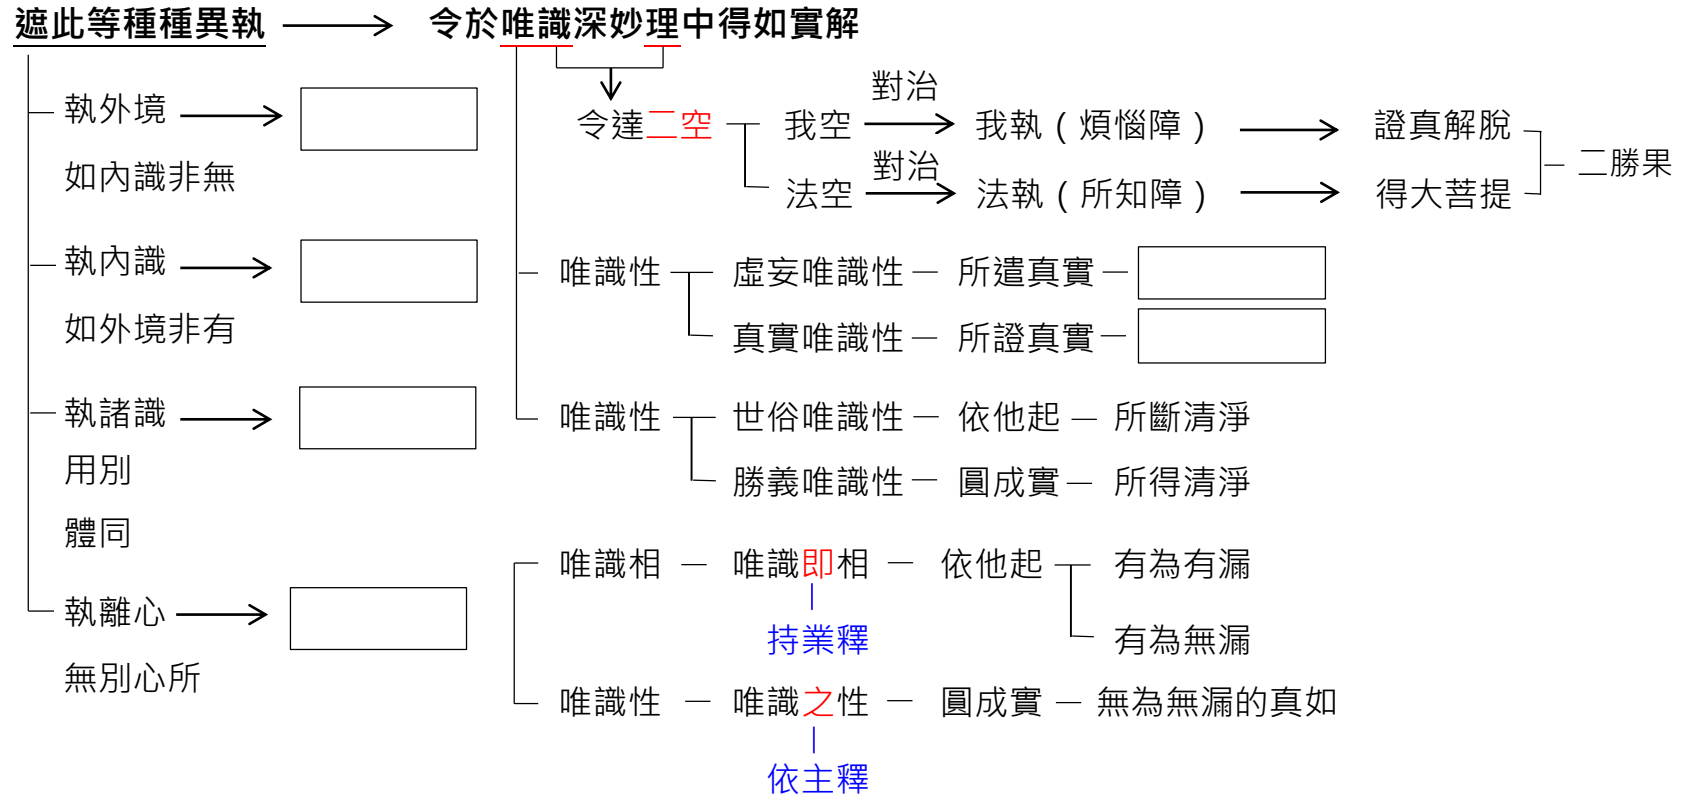 遮此等種種異執 令於唯識深妙理中得如實解
執外境
如內識非無
執內識
如外境非有
執諸識
用別
體同
執離心
無別心所
令達二空
我空 對治 我執（煩惱障） 證真解脫
法空 對治 法執（所知障） 得大菩提
二勝果
唯識性
虛妄唯識性 所遣真實
真實唯識性 所證真實
唯識性
世俗唯識性 依他起 所斷清淨
勝義唯識性 圓成實 所得清淨
唯識相 唯識即相 依他起 有為有漏
持業釋
有為無漏
唯識性 唯識之性 圓成實 無為無漏的真如
依主釋